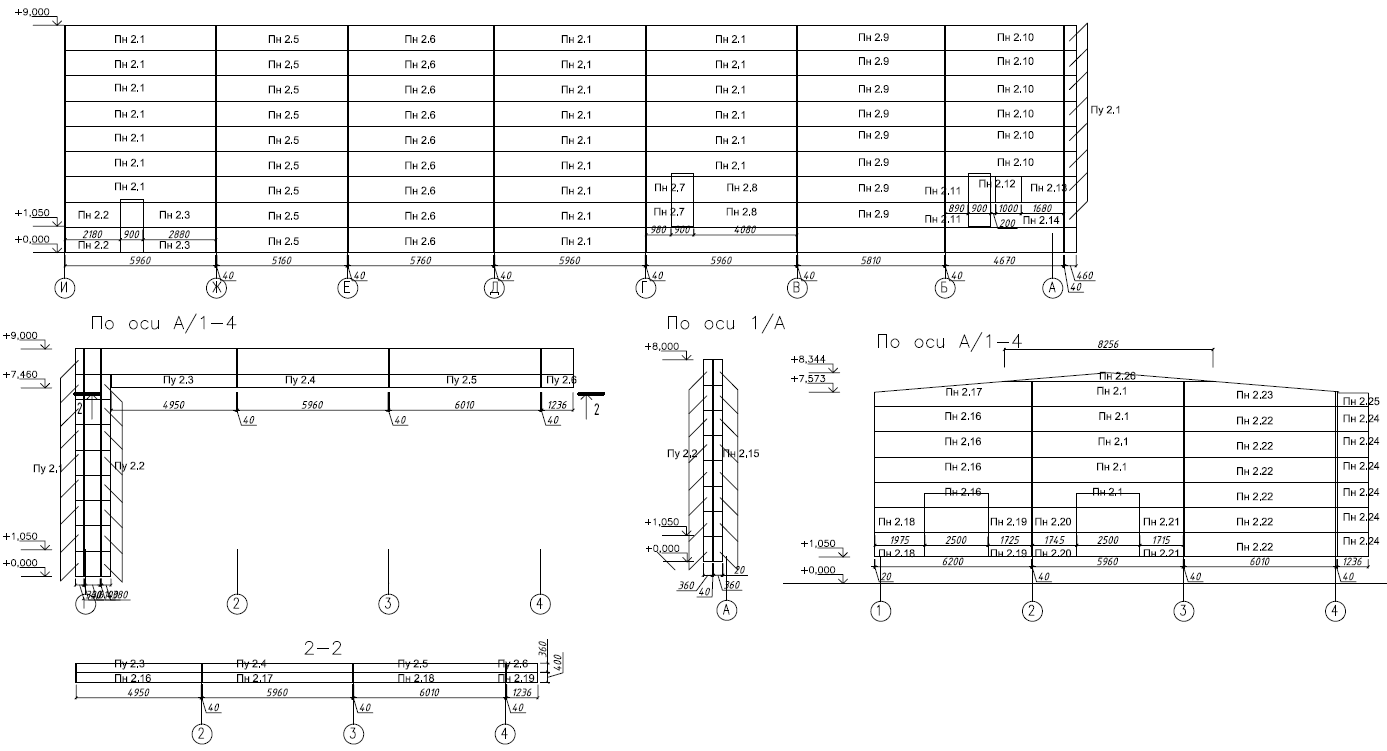 +9,000
Пн 2.1 Пн 2.5 Пн 2.6 Пн 2.1 Пн 2.1 Пн 2.9 Пн 2.10
Пн 2.1 Пн 2.5 Пн 2.6 Пн 2.1 Пн 2.1 Пн 2.9 Пн 2.10
Пн 2.1 Пн 2.5 Пн 2.6 Пн 2.1 Пн 2.1 Пн 2.9 Пн 2.10
Пн 2.1 Пн 2.5 Пн 2.6 Пн 2.1 Пн 2.1 Пн 2.9 Пн 2.10 Пу 2.1
Пн 2.1 Пн 2.5 Пн 2.6 Пн 2.1 Пн 2.1 Пн 2.9 Пн 2.10
Пн 2.1 Пн 2.5 Пн 2.6 Пн 2.1 Пн 2.1 Пн 2.9 Пн 2.10
Пн 2.1 Пн 2.5 Пн 2.6 Пн 2.1 Пн 2.7 Пн 2.8 Пн 2.9 Пн 2.11 Пн 2.12 Пн 2.13
+1,050 Пн 2.2 Пн 2.3 Пн 2.5 Пн 2.6 Пн 2.1 Пн 2.7 Пн 2.8 Пн 2.9 890 900 1000 1680
Пн 2.11 200 Пн 2.14
+0,000 2180 900 2880 980 900 4080
Пн 2.2 Пн 2.3 Пн 2.5 Пн 2.6 Пн 2.1
5960 5160 5760 5960 5960 5810 4670
40 40 40 40 40 40 460
40
И Ж Е Д Г В Б А
По оси А/1-4
+9,000
+7,460
Пу 2.3 Пу 2.4 Пу 2.5 Пу 2.6
4950 5960 6010 1236
2 2
40 40 40
Пу 2.2
+1,050
+0,000
2 3 4
По оси 1/А
+8,000
Пу 2.2 Пн 2.15
+1,050
+0,000
20
360 360
40
А
По оси А/1-4
8256
+8,344
+7,573
Пн 2.26
Пн 2.17 Пн 2.1 Пн 2.23 Пн 2.25
Пн 2.16 Пн 2.1 Пн 2.22 Пн 2.24
Пн 2.16 Пн 2.1 Пн 2.22 Пн 2.24
Пн 2.16 Пн 2.1 Пн 2.22 Пн 2.24
Пн 2.16 Пн 2.1 Пн 2.22 Пн 2.24
Пн 2.18 Пн 2.19 Пн 2.20 Пн 2.21 Пн 2.22 Пн 2.24
1975 2500 1725 1745 2500 1715
+1,050 Пн 2.18 Пн 2.19 Пн 2.20 Пн 2.21 Пн 2.22 Пн 2.24
6200 5960 6010 1236
+0,000
20 40 40 40
1 2 3 4
2-2
Пу 2.3 Пу 2.4 Пу 2.5 Пу 2.6 360
Пн 2.16 Пн 2.17 Пн 2.18 Пн 2.19 400
4950 5960 6010 1236
40 40 40
2 3 4